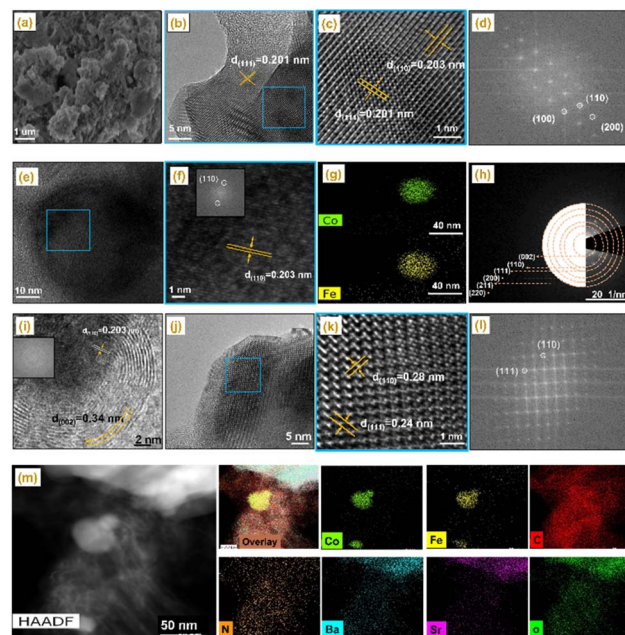 (a)
1 um
(b)
d(111)=0.201 nm
5 nm
(c)
d(110)=0.203 nm
d(111)=0.201 nm
1 nm
(d)
(110)
(100)
(200)
(e)
10 nm
(f)
(110)
d(110)=0.203 nm
1 nm
(g)
Co
40 nm
Fe
40 nm
(h)
(002)
(110)
(111)
(200)
(211)
(220)
20 1/nm
(i)
d(110)=0.203 nm
d(002)=0.34 nm
2 nm
(j)
5 nm
(k)
d(110)=0.28 nm
d(111)=0.24 nm
1 nm
(l)
(110)
(111)
(m)
HAADF
50 nm
Overlay
Co
Fe
C
N
Ba
Sr
o